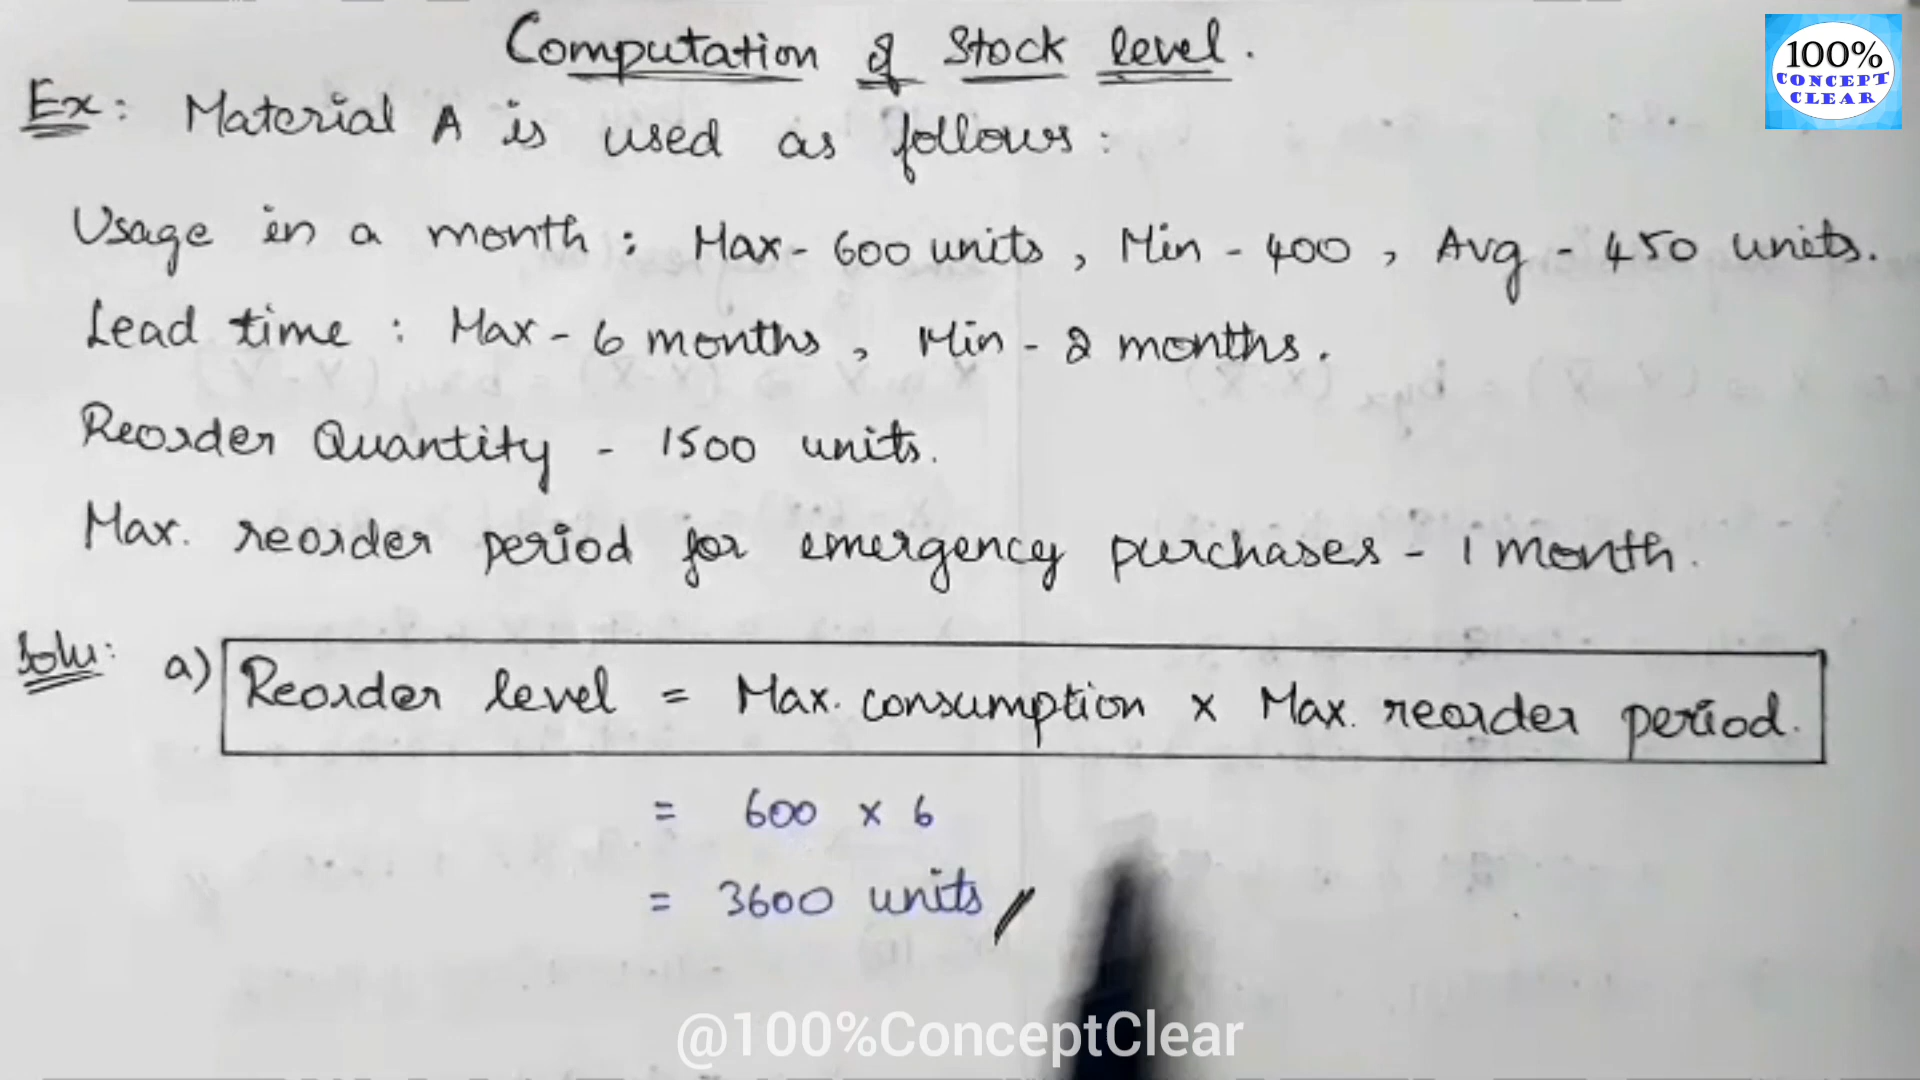 Computation of Stock level.
100%
CONCEPT
CLEAR
Ex: Material A is used as follows:
Usage in a month : Max - 600 units , Min - 400 , Avg - 450 units.
Lead time : Max - 6 months , Min - 2 months.
Reorder Quantity - 1500 units.
Max. reorder period for emergency purchases - 1 month.
Solu: a) Reorder level = Max. consumption x Max. reorder period.
= 600 x 6
= 3600 units/
@100%ConceptClear